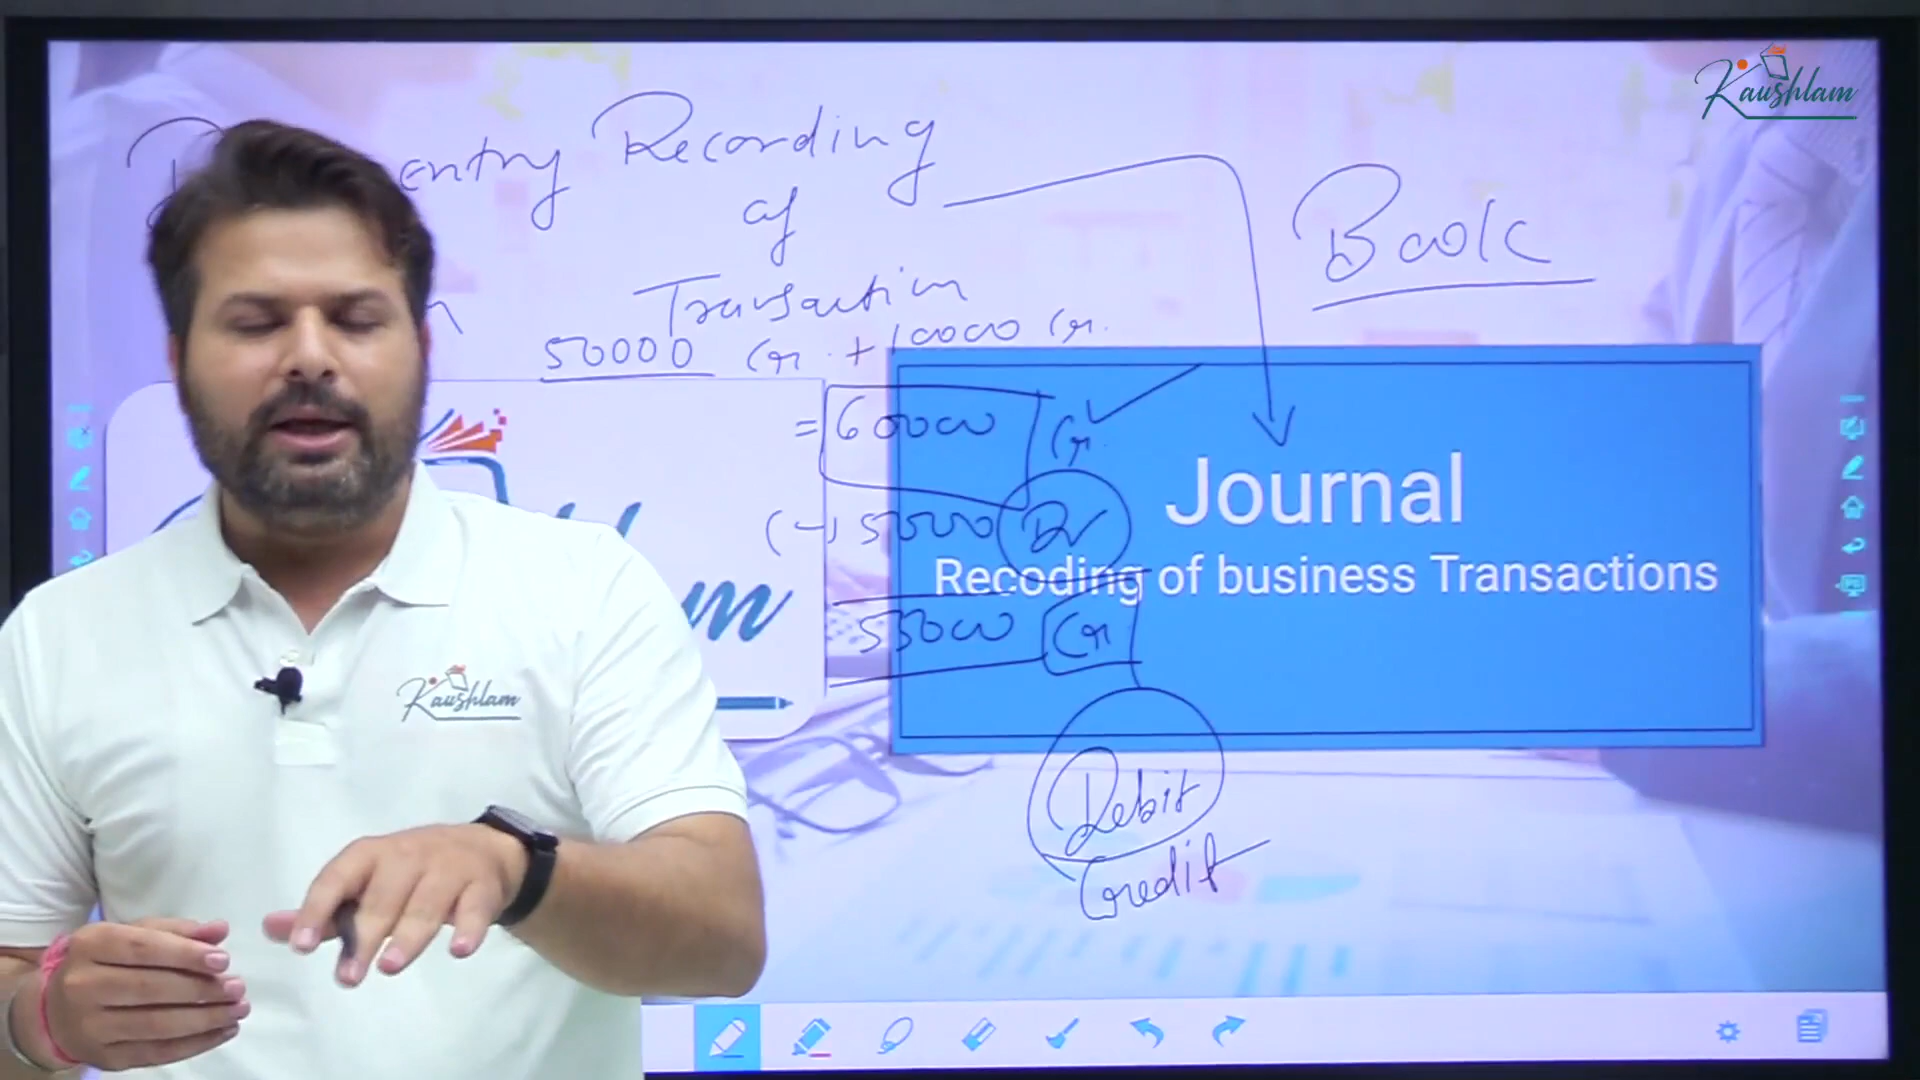 Kaushlam
entry Recording
of
Transaction
Book
50000 Cr. + 10000 Cr.
= 60000 Cr.
(-) 5000 Dr
55000 Cr
Journal
Recoding of business Transactions
Debit
Credit
Kaushlam